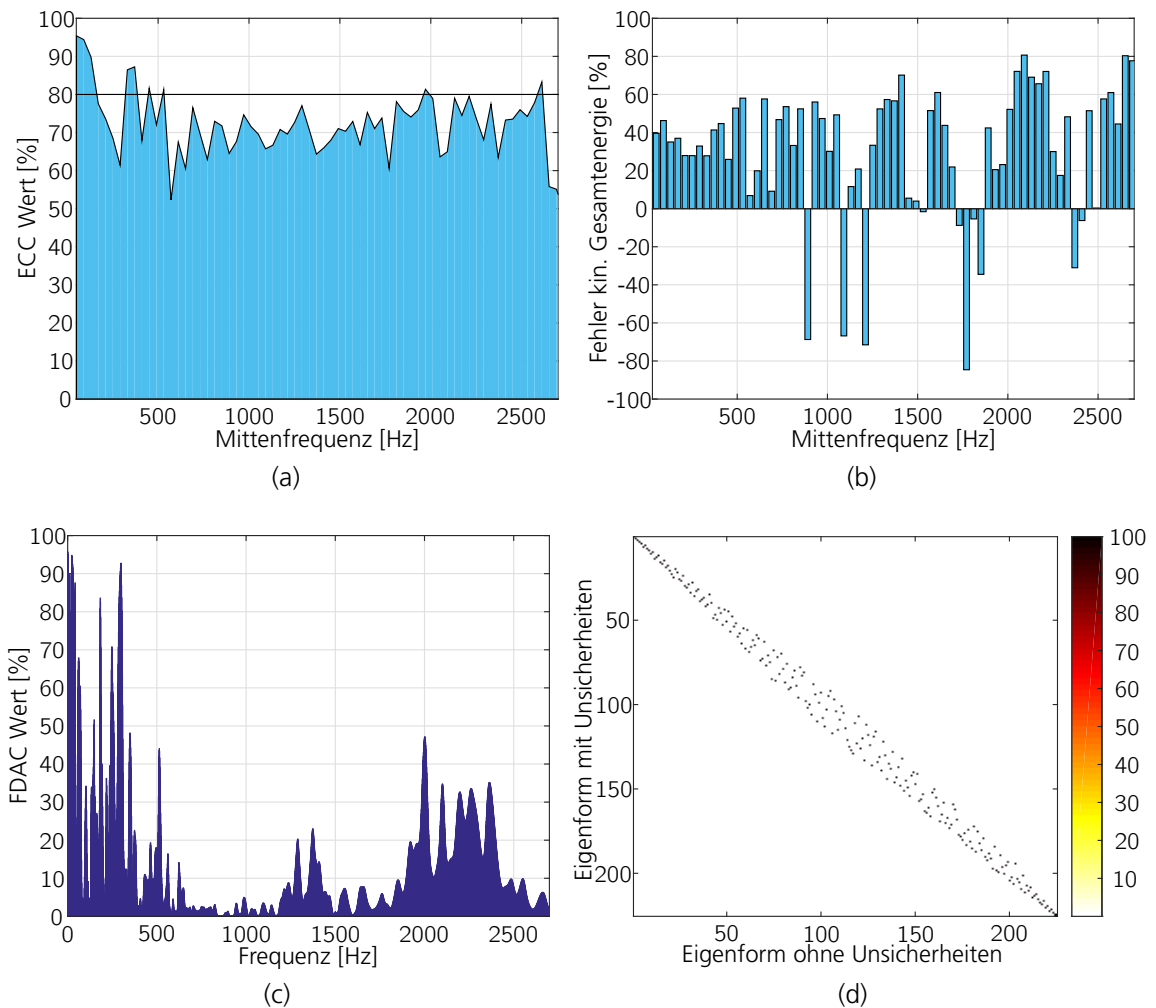 100
90
80
70
60
50
40
30
20
10
0
ECC Wert [%]
500 1000 1500 2000 2500
Mittenfrequenz [Hz]
(a)
100
80
60
40
20
0
-20
-40
-60
-80
-100
Fehler kin. Gesamtenergie [%]
500 1000 1500 2000 2500
Mittenfrequenz [Hz]
(b)
100
90
80
70
60
50
40
30
20
10
0
FDAC Wert [%]
0 500 1000 1500 2000 2500
Frequenz [Hz]
(c)
50
100
150
200
Eigenform mit Unsicherheiten
50 100 150 200
Eigenform ohne Unsicherheiten
100
90
80
70
60
50
40
30
20
10
(d)